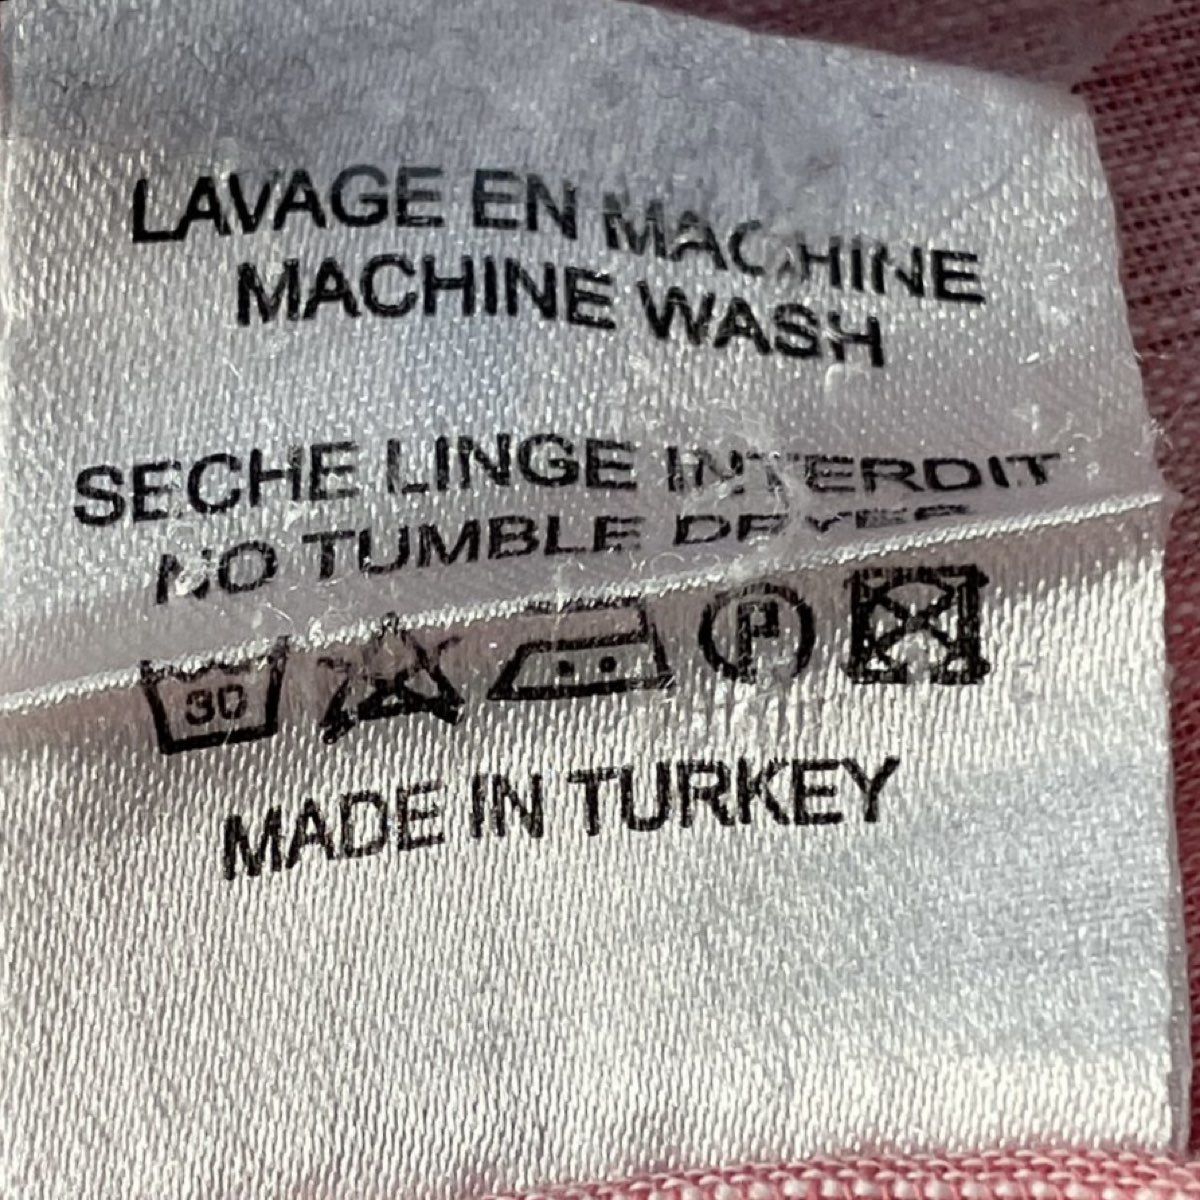 LAVAGE EN MACHINE
MACHINE WASH
SECHE LINGE INTERDIT
NO TUMBLE DRYER
30 P
MADE IN TURKEY